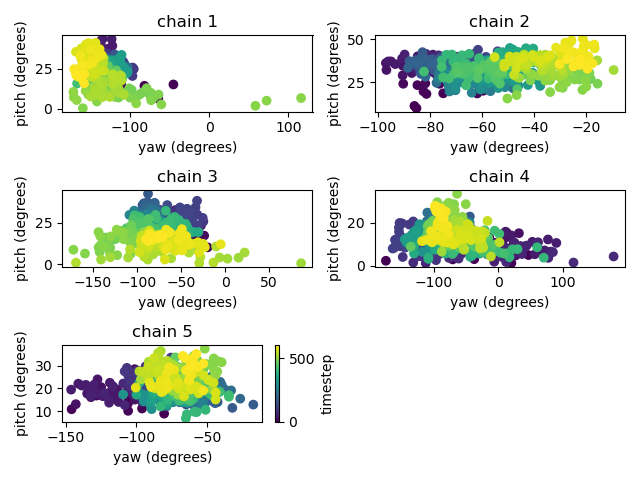 chain 1
pitch (degrees)
25
0
−100 0 100
yaw (degrees)
chain 2
pitch (degrees)
50
25
−100 −80 −60 −40 −20
yaw (degrees)
chain 3
pitch (degrees)
25
0
−150 −100 −50 0 50
yaw (degrees)
chain 4
pitch (degrees)
20
0
−100 0 100
yaw (degrees)
chain 5
pitch (degrees)
30
20
10
−150 −100 −50
yaw (degrees)
500
0
timestep